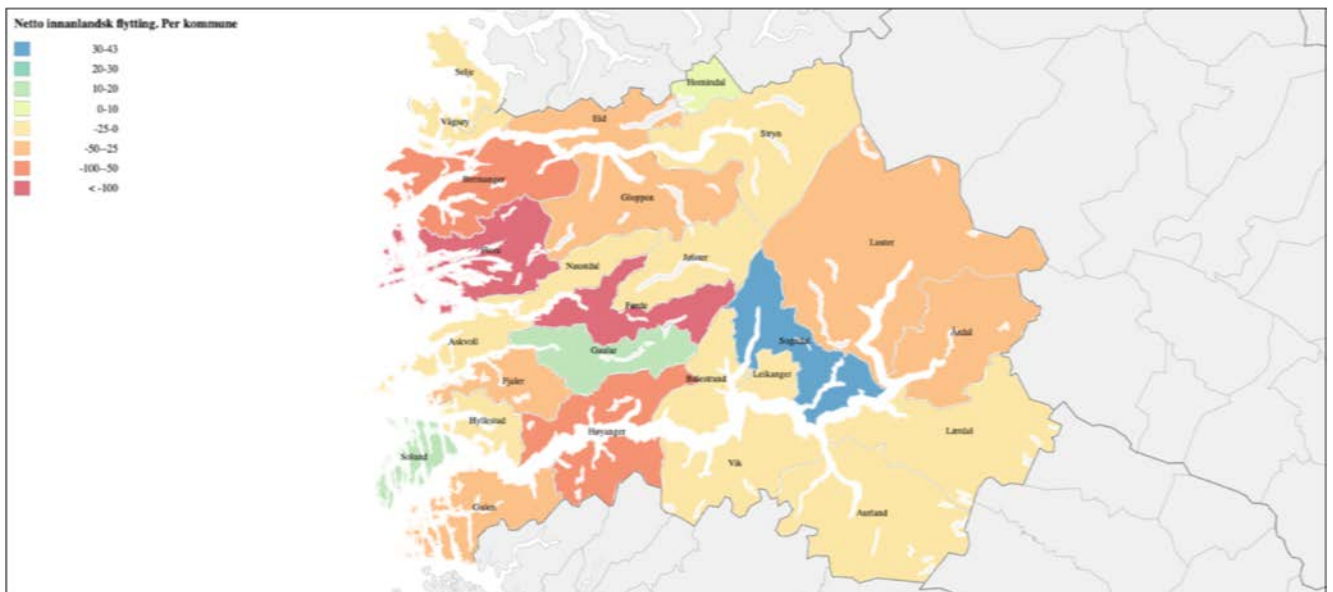 Netto innanlandsk flytting. Per kommune
30-43
20-30
10-20
0-10
-25-0
-50--25
-100--50
< -100
Selje
Hornindal
Vågsøy
Eid
Stryn
Bremanger
Gloppen
Flora
Luster
Naustdal
Jølster
Førde
Årdal
Sogndal
Askvoll
Gaular
Leikanger
Balestrand
Fjaler
Hyllestad
Høyanger
Lærdal
Solund
Vik
Gulen
Aurland